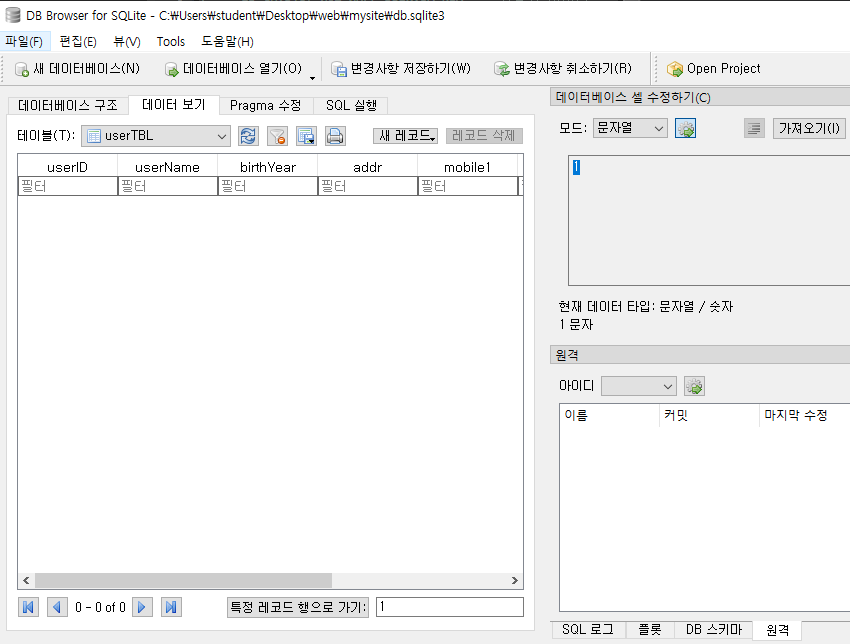 DB Browser for SQLite - C:₩Users₩student₩Desktop₩web₩mysite₩db.sqlite3
파일(F) 편집(E) 뷰(V) Tools 도움말(H)
새 데이터베이스(N) 데이터베이스 열기(O) 변경사항 저장하기(W) 변경사항 취소하기(R) Open Project
데이터베이스 구조 데이터 보기 Pragma 수정 SQL 실행
테이블(T): userTBL 새 레코드 레코드 삭제
userID userName birthYear addr mobile1
필터 필터 필터 필터 필터
0 - 0 of 0 특정 레코드 행으로 가기: 1
데이터베이스 셀 수정하기(C)
모드: 문자열 가져오기(I)
1
현재 데이터 타입: 문자열 / 숫자
1 문자
원격
아이디
이름 커밋 마지막 수정
SQL 로그 플롯 DB 스키마 원격